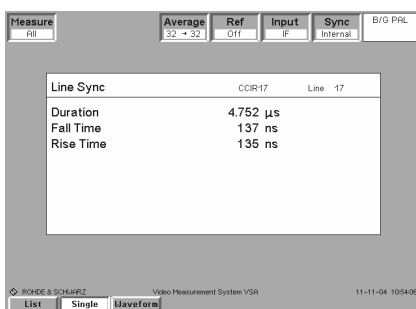 Measure
All
Average
32 → 32
Ref
Off
Input
IF
Sync
Internal
B/G PAL
Line Sync CCIR17 Line 17
Duration 4.752 µs
Fall Time 137 ns
Rise Time 135 ns
ROHDE & SCHWARZ Video Measurement System VSA 11-11-04 10:54:08
List Single Waveform